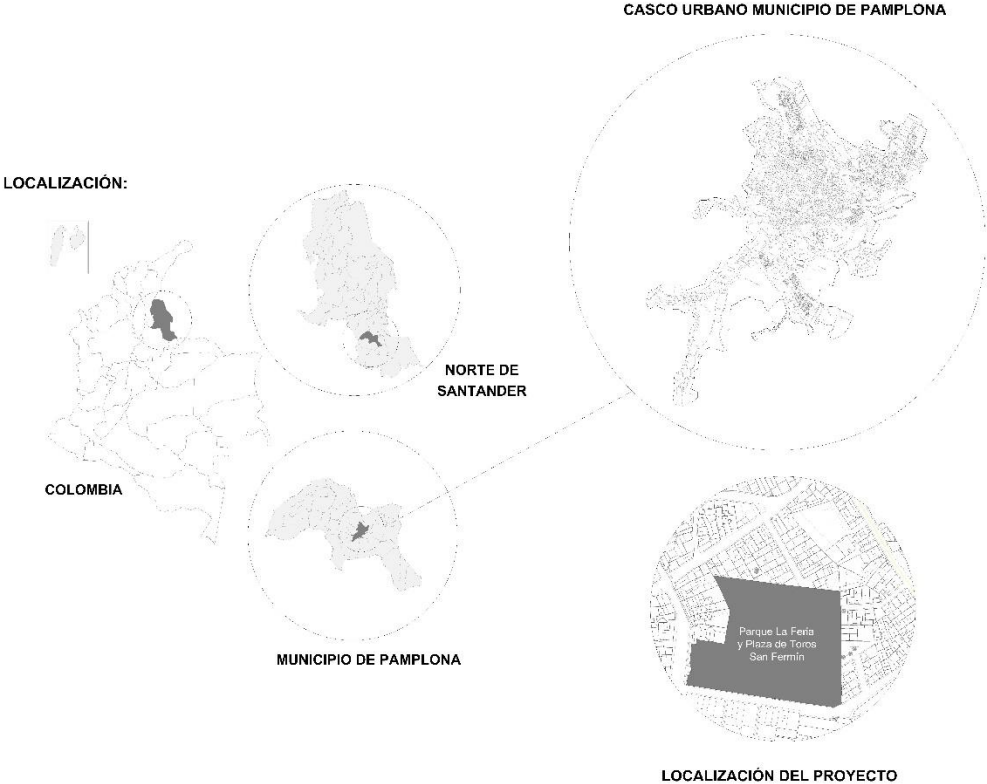 CASCO URBANO MUNICIPIO DE PAMPLONA
LOCALIZACIÓN:
NORTE DE
SANTANDER
COLOMBIA
MUNICIPIO DE PAMPLONA
Parque La Feria
y Plaza de Toros
San Fermín
LOCALIZACIÓN DEL PROYECTO